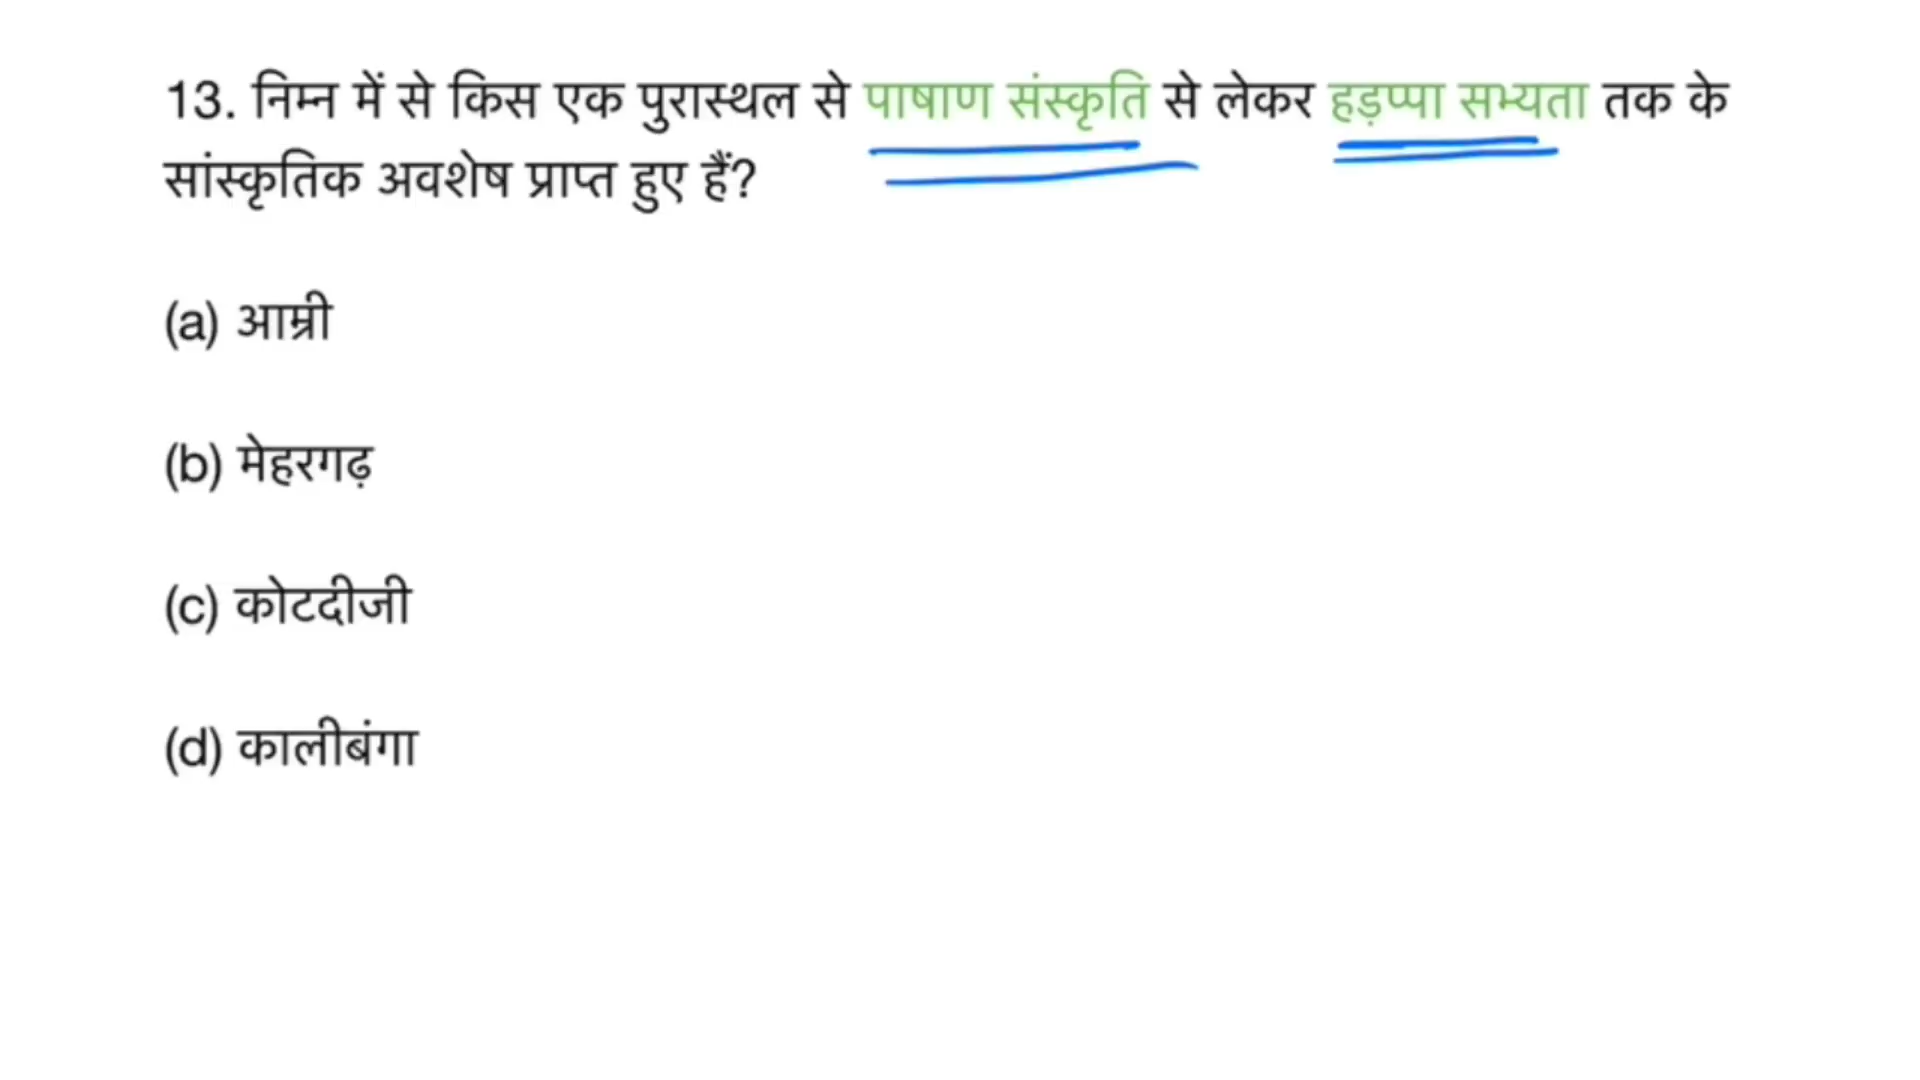 13. निम्न में से किस एक पुरास्थल से पाषाण संस्कृति से लेकर हड़प्पा सभ्यता तक के
सांस्कृतिक अवशेष प्राप्त हुए हैं?
(a) आम्री
(b) मेहरगढ़
(c) कोटदीजी
(d) कालीबंगा